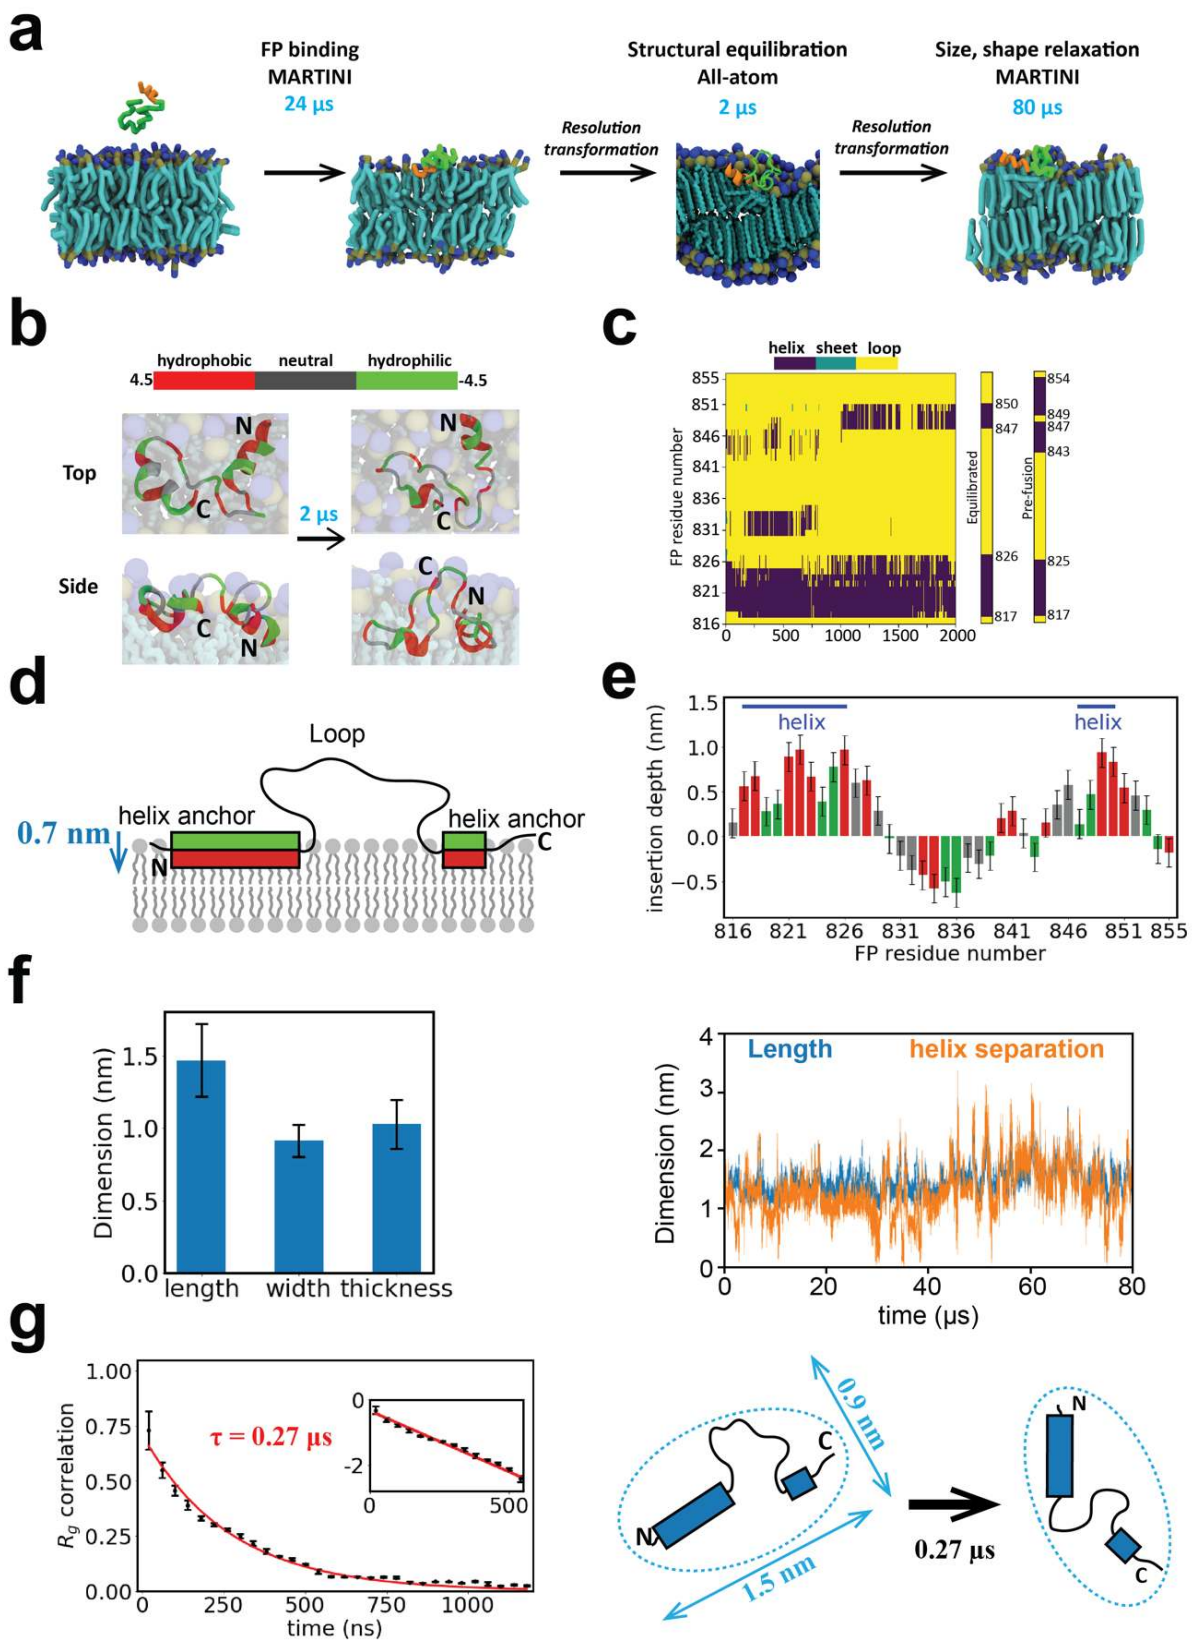 a
FP binding
MARTINI
24 µs
Resolution
transformation
Structural equilibration
All-atom
2 µs
Resolution
transformation
Size, shape relaxation
MARTINI
80 µs
b
hydrophobic neutral hydrophilic
4.5 -4.5
Top
N
C
2 µs
N
C
Side
C
N
C
N
c
helix sheet loop
FP residue number
855
851
846
841
836
831
826
821
816
0 500 1000 1500 2000
Equilibrated
850
847
826
817
Pre-fusion
854
849
847
843
825
817
d
Loop
helix anchor
helix anchor
0.7 nm
N
C
e
insertion depth (nm)
1.5
1.0
0.5
0.0
−0.5
helix
helix
816 821 826 831 836 841 846 851 855
FP residue number
f
Dimension (nm)
1.5
1.0
0.5
0.0
length width thickness
Dimension (nm)
4
3
2
1
0
Length
helix separation
0 20 40 60 80
time (µs)
g
Rg correlation
1.00
0.75
0.50
0.25
0.00
τ = 0.27 µs
0
-2
0 500
0 250 500 750 1000
time (ns)
N
C
0.9 nm
1.5 nm
0.27 µs
N
C